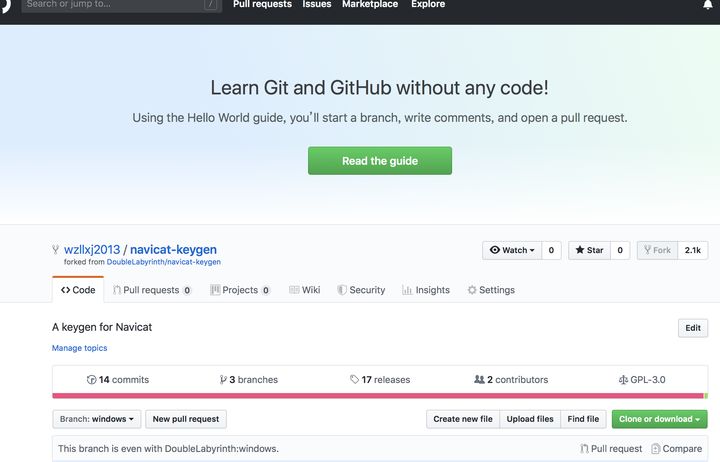 Search or jump to... /
Pull requests Issues Marketplace Explore
Learn Git and GitHub without any code!
Using the Hello World guide, you’ll start a branch, write comments, and open a pull request.
Read the guide
wzllxj2013 / navicat-keygen
Watch 0 Star 0 Fork 2.1k
forked from DoubleLabyrinth/navicat-keygen
Code Pull requests 0 Projects 0 Wiki Security Insights Settings
A keygen for Navicat
Edit
Manage topics
14 commits 3 branches 17 releases 2 contributors GPL-3.0
Branch: windows New pull request Create new file Upload files Find file Clone or download
This branch is even with DoubleLabyrinth:windows. Pull request Compare